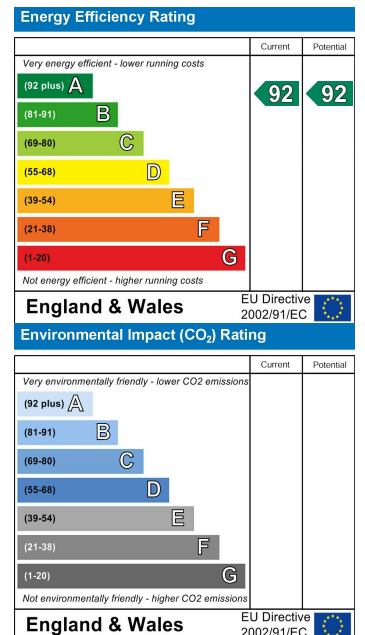 Energy Efficiency Rating
Current Potential
Very energy efficient - lower running costs
(92 plus) A
92 92
(81-91) B
(69-80) C
(55-68) D
(39-54) E
(21-38) F
(1-20) G
Not energy efficient - higher running costs
England & Wales
EU Directive
2002/91/EC
Environmental Impact (CO₂) Rating
Current Potential
Very environmentally friendly - lower CO2 emissions
(92 plus) A
(81-91) B
(69-80) C
(55-68) D
(39-54) E
(21-38) F
(1-20) G
Not environmentally friendly - higher CO2 emissions
England & Wales
EU Directive
2002/91/EC